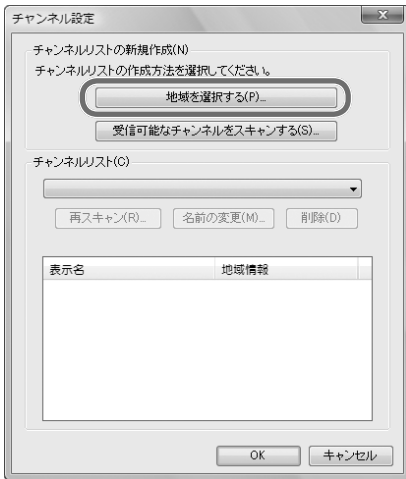 チャンネル設定
チャンネルリストの新規作成(N)
チャンネルリストの作成方法を選択してください。
地域を選択する(P)...
受信可能なチャンネルをスキャンする(S)...
チャンネルリスト(C)
再スキャン(R)... 名前の変更(M)... 削除(D)
表示名 地域情報
OK キャンセル